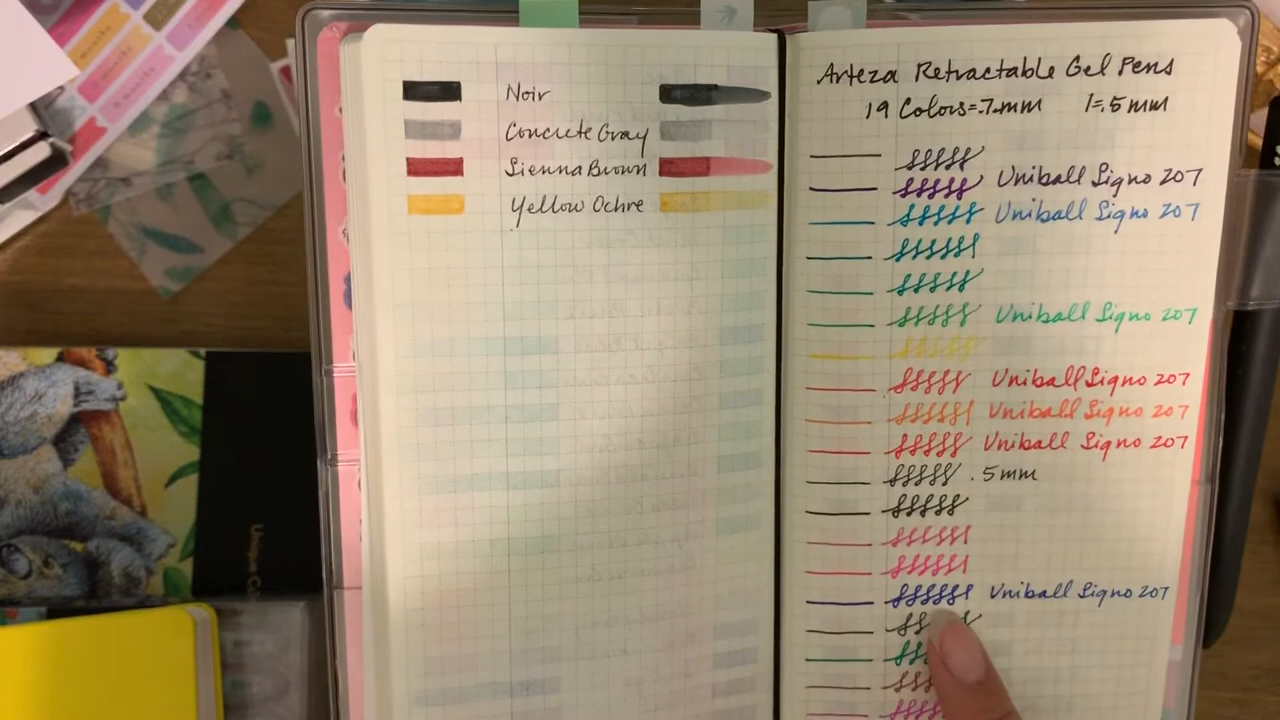 Noir
Concrete Gray
Sienna Brown
Yellow Ochre
Arteza Retractable Gel Pens
19 Colors=.7mm 1=.5mm
Uniball Signo 207
Uniball Signo 207
Uniball Signo 207
Uniball Signo 207
Uniball Signo 207
Uniball Signo 207
.5mm
Uniball Signo 207